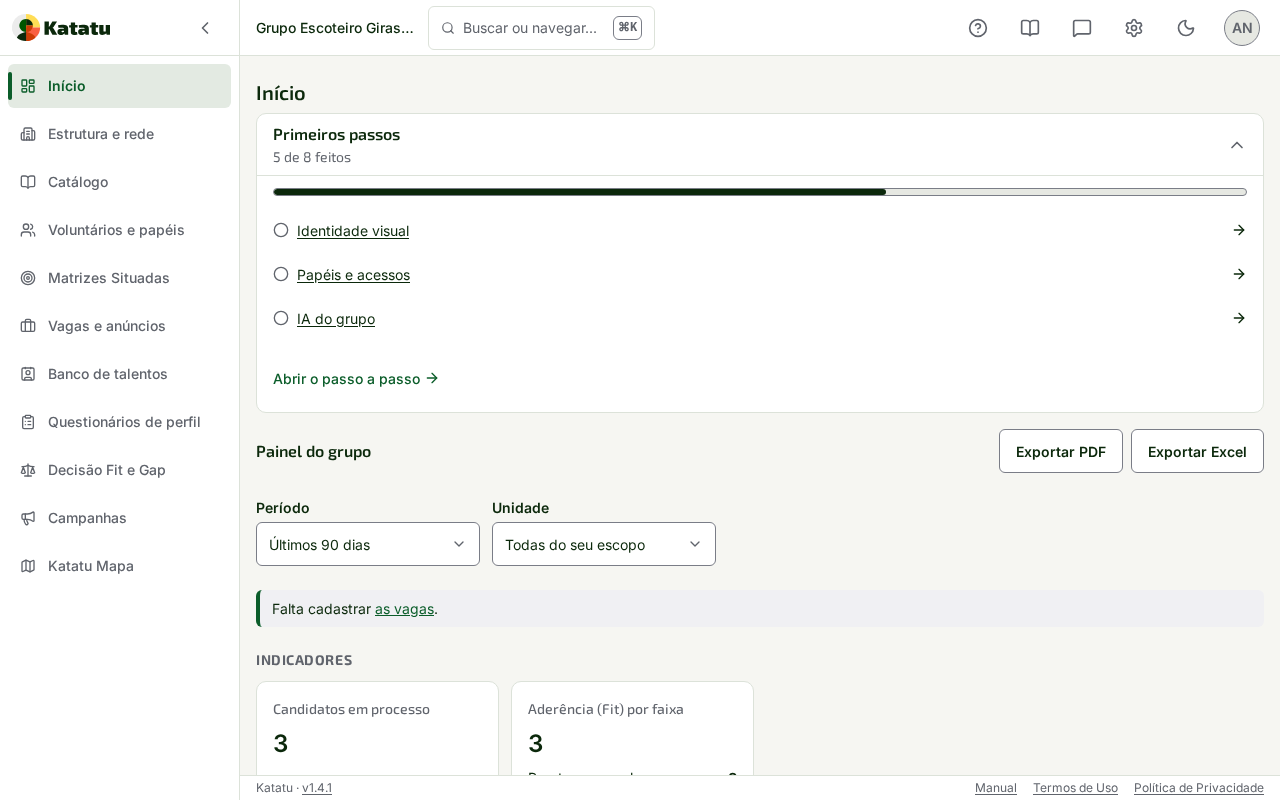 Katatu
Grupo Escoteiro Giras...
Buscar ou navegar...
⌘K
AN
Início
Estrutura e rede
Catálogo
Voluntários e papéis
Matrizes Situadas
Vagas e anúncios
Banco de talentos
Questionários de perfil
Decisão Fit e Gap
Campanhas
Katatu Mapa
Início
Primeiros passos
5 de 8 feitos
Identidade visual
Papéis e acessos
IA do grupo
Abrir o passo a passo
Painel do grupo
Exportar PDF
Exportar Excel
Período
Unidade
Últimos 90 dias
Todas do seu escopo
Falta cadastrar as vagas.
INDICADORES
Candidatos em processo
3
Aderência (Fit) por faixa
3
Katatu · v1.4.1
Manual
Termos de Uso
Política de Privacidade